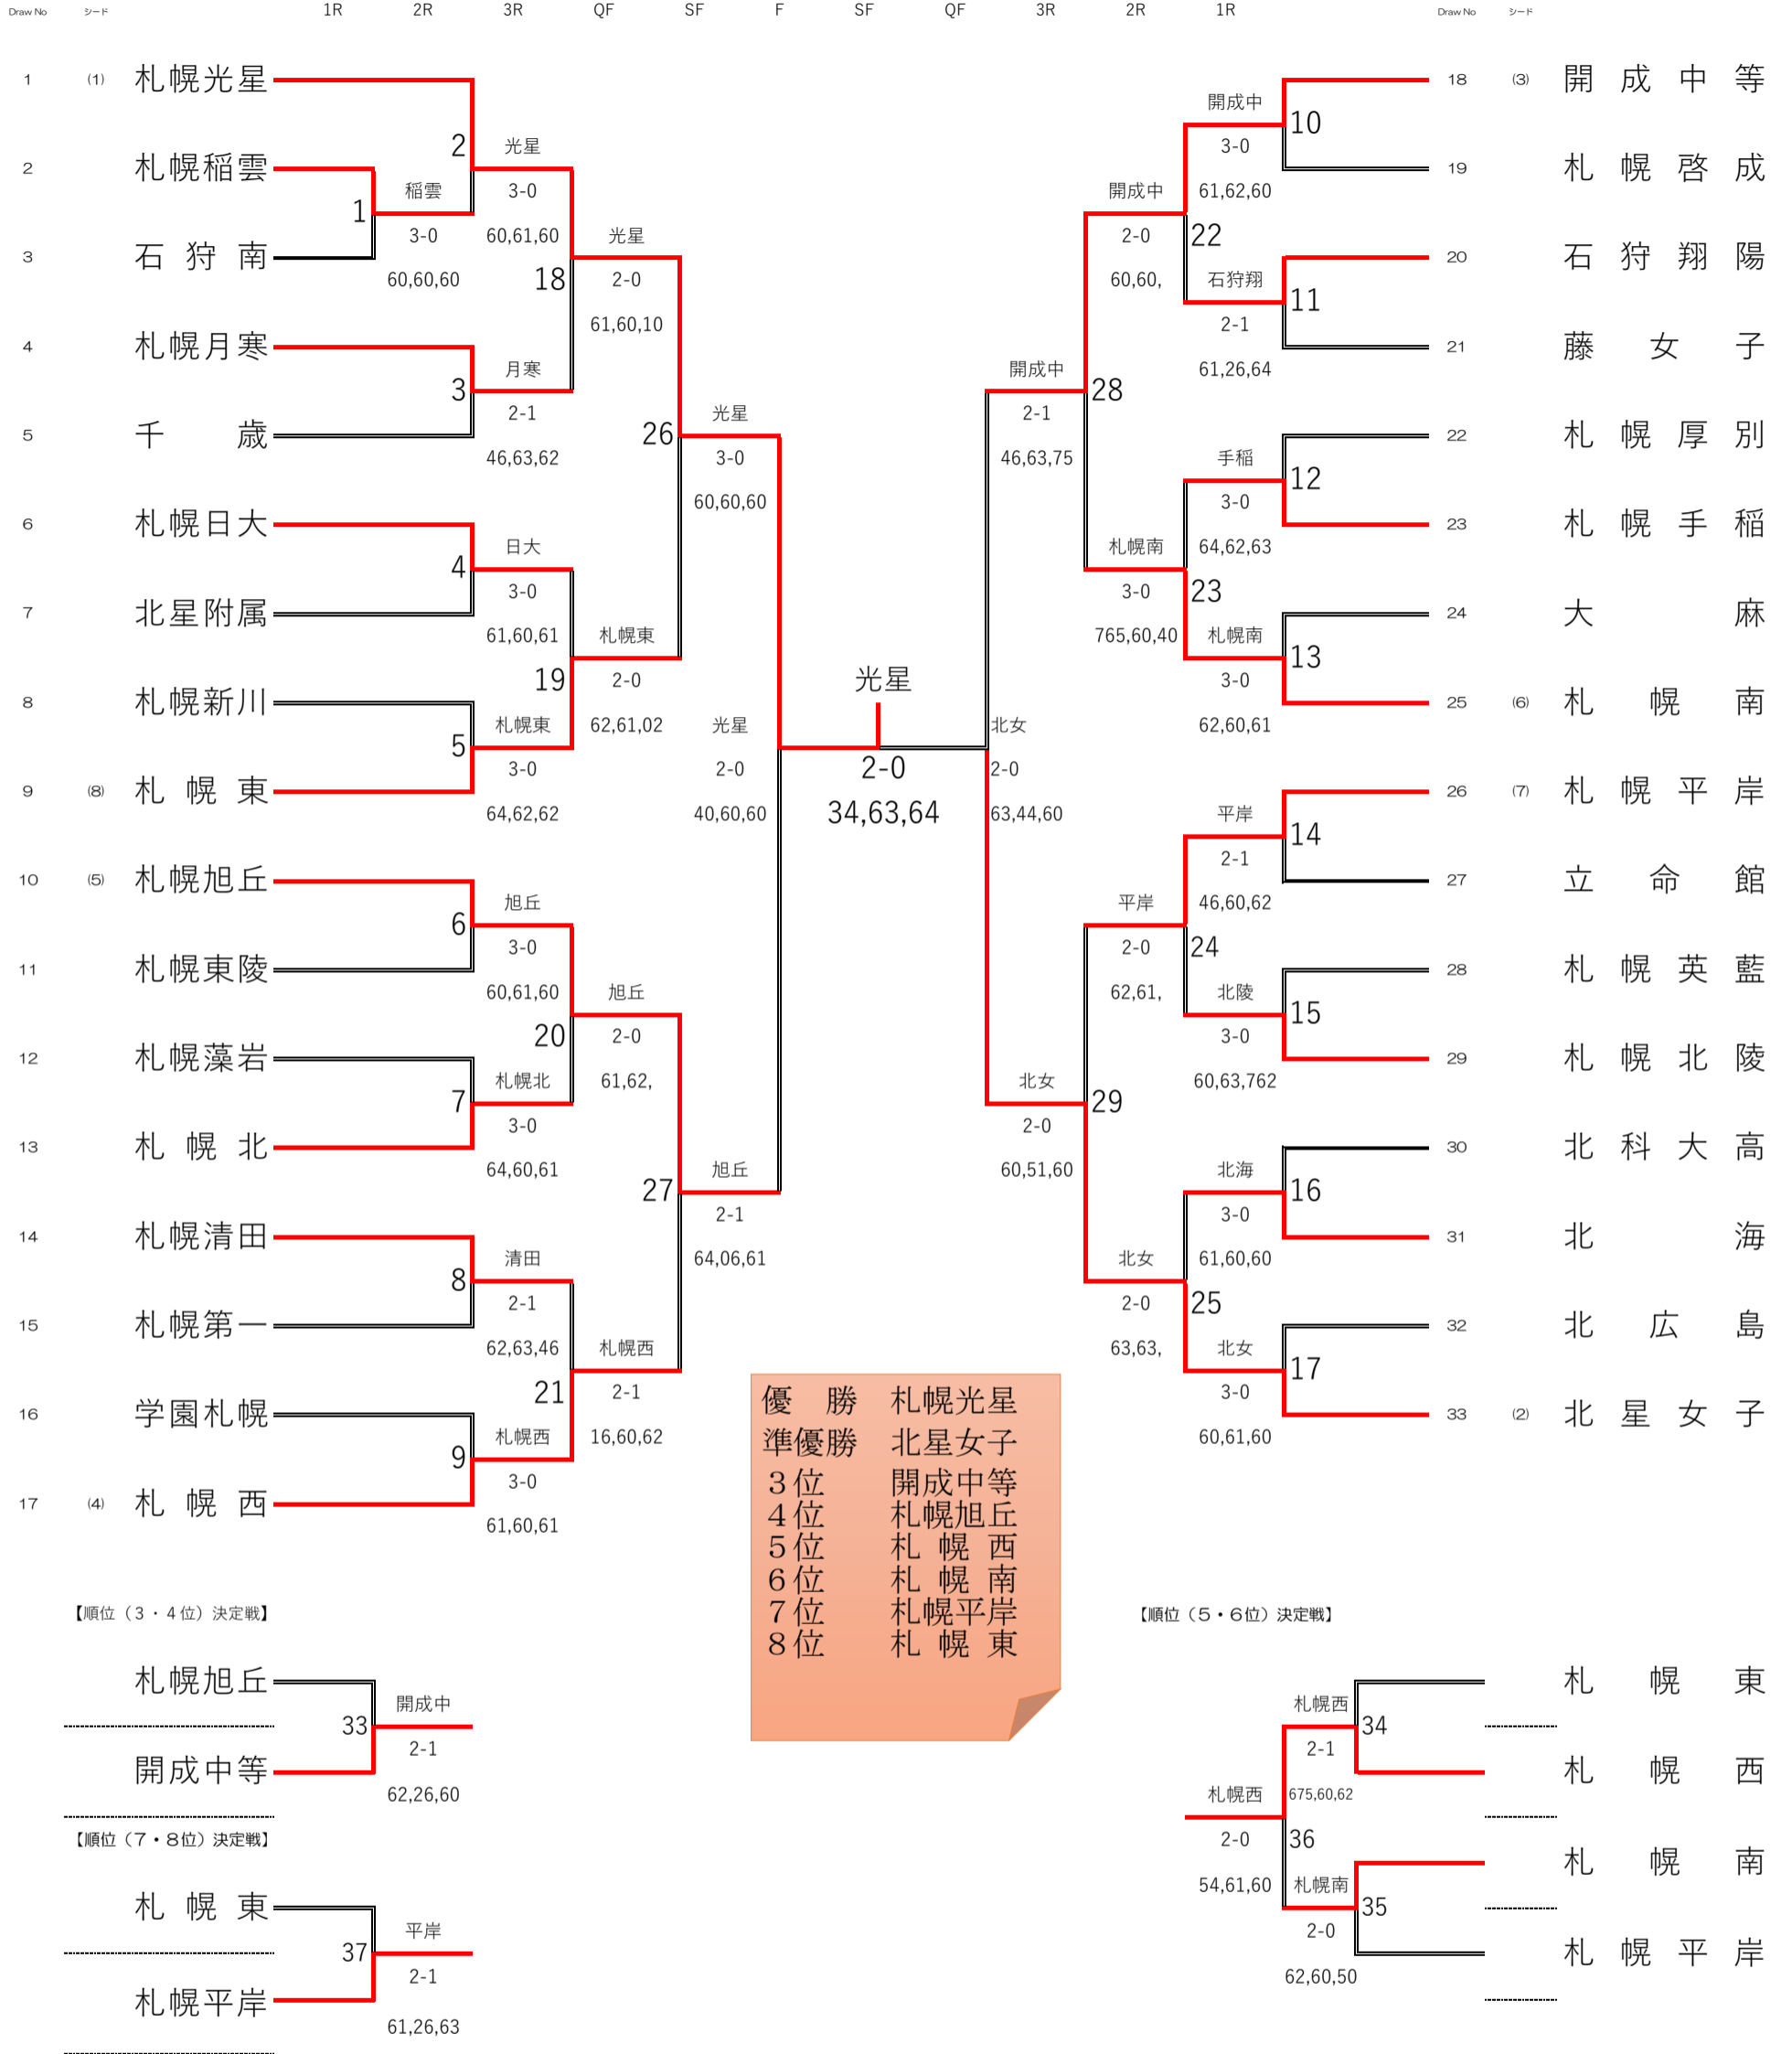 Draw No シード 1R 2R 3R QF SF F SF QF 3R 2R 1R Draw No シード
1 (1) 札幌光星
2 札幌稲雲
3 石狩南
4 札幌月寒
5 千歳
6 札幌日大
7 北星附属
8 札幌新川
9 (8) 札幌東
10 (5) 札幌旭丘
11 札幌東陵
12 札幌藻岩
13 札幌北
14 札幌清田
15 札幌第一
16 学園札幌
17 (4) 札幌西
1
稲雲
3-0
60,60,60
2
光星
3-0
60,61,60
3
月寒
2-1
46,63,62
4
日大
3-0
61,60,61
5
札幌東
3-0
64,62,62
6
旭丘
3-0
60,61,60
7
札幌北
3-0
64,60,61
8
清田
2-1
62,63,46
9
札幌西
3-0
61,60,61
18
光星
2-0
61,60,10
19
札幌東
2-0
62,61,02
20
旭丘
2-0
61,62,
21
札幌西
2-1
16,60,62
26
光星
3-0
60,60,60
27
旭丘
2-1
64,06,61
光星
2-0
40,60,60
光星
2-0
34,63,64
北女
2-0
63,44,60
開成中
2-1
46,63,75
28
北女
2-0
60,51,60
29
開成中
2-0
60,60,
22
札幌南
3-0
765,60,40
23
平岸
2-0
62,61,
24
北女
2-0
63,63,
25
開成中
3-0
61,62,60
10
石狩翔
2-1
61,26,64
11
手稲
3-0
64,62,63
12
札幌南
3-0
62,60,61
13
平岸
2-1
46,60,62
14
北陵
3-0
60,63,762
15
北海
3-0
61,60,60
16
北女
3-0
60,61,60
17
18 (3) 開成中等
19 札幌啓成
20 石狩翔陽
21 藤女子
22 札幌厚別
23 札幌手稲
24 大麻
25 (6) 札幌南
26 (7) 札幌平岸
27 立命館
28 札幌英藍
29 札幌北陵
30 北科大高
31 北海
32 北広島
33 (2) 北星女子
優勝 札幌光星
準優勝 北星女子
3位 開成中等
4位 札幌旭丘
5位 札幌西
6位 札幌南
7位 札幌平岸
8位 札幌東
【順位（3・4位）決定戦】
札幌旭丘
開成中等
33
開成中
2-1
62,26,60
【順位（7・8位）決定戦】
札幌東
札幌平岸
37
平岸
2-1
61,26,63
【順位（5・6位）決定戦】
札幌東
札幌西
札幌南
札幌平岸
札幌西
34
2-1
675,60,62
札幌西
2-0
36
54,61,60
札幌南
35
2-0
62,60,50